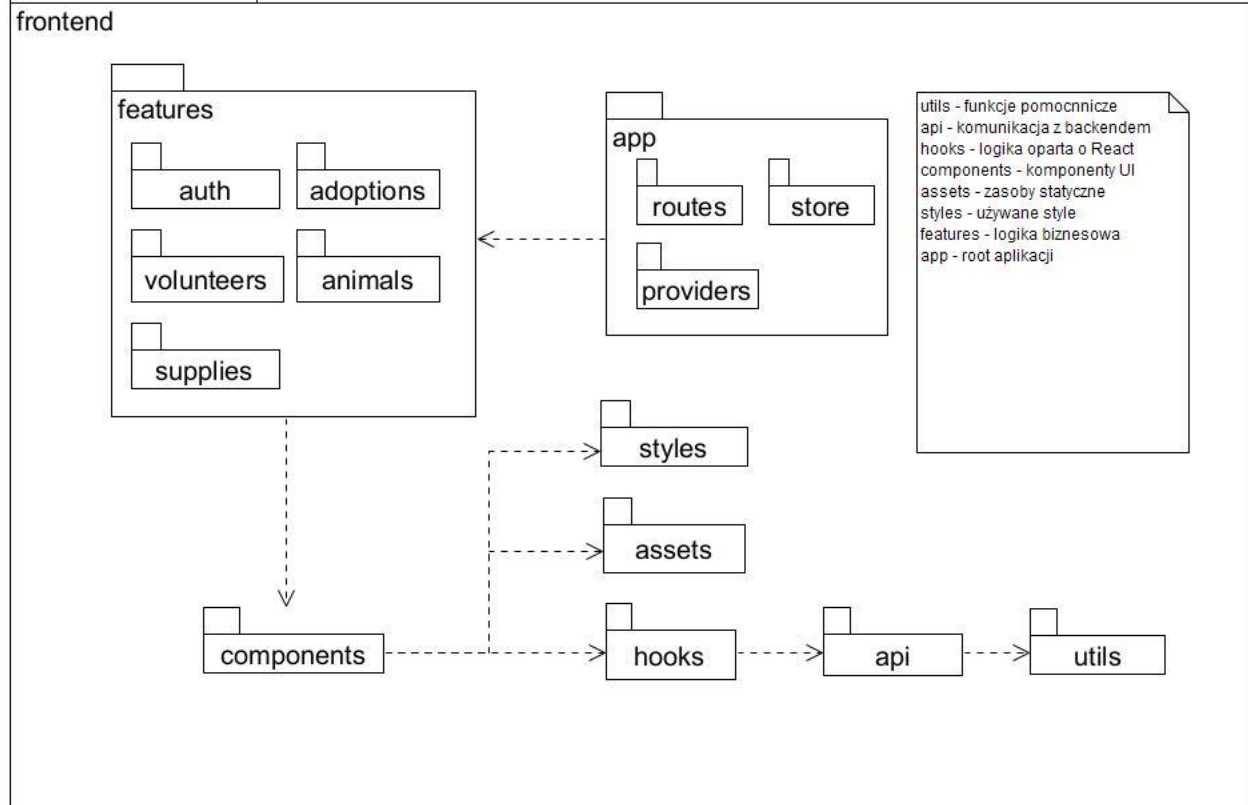 frontend
features
auth
adoptions
volunteers
animals
supplies
app
routes
store
providers
utils - funkcje pomocnnicze
api - komunikacja z backendem
hooks - logika oparta o React
components - komponenty UI
assets - zasoby statyczne
styles - używane style
features - logika biznesowa
app - root aplikacji
styles
assets
components
hooks
api
utils